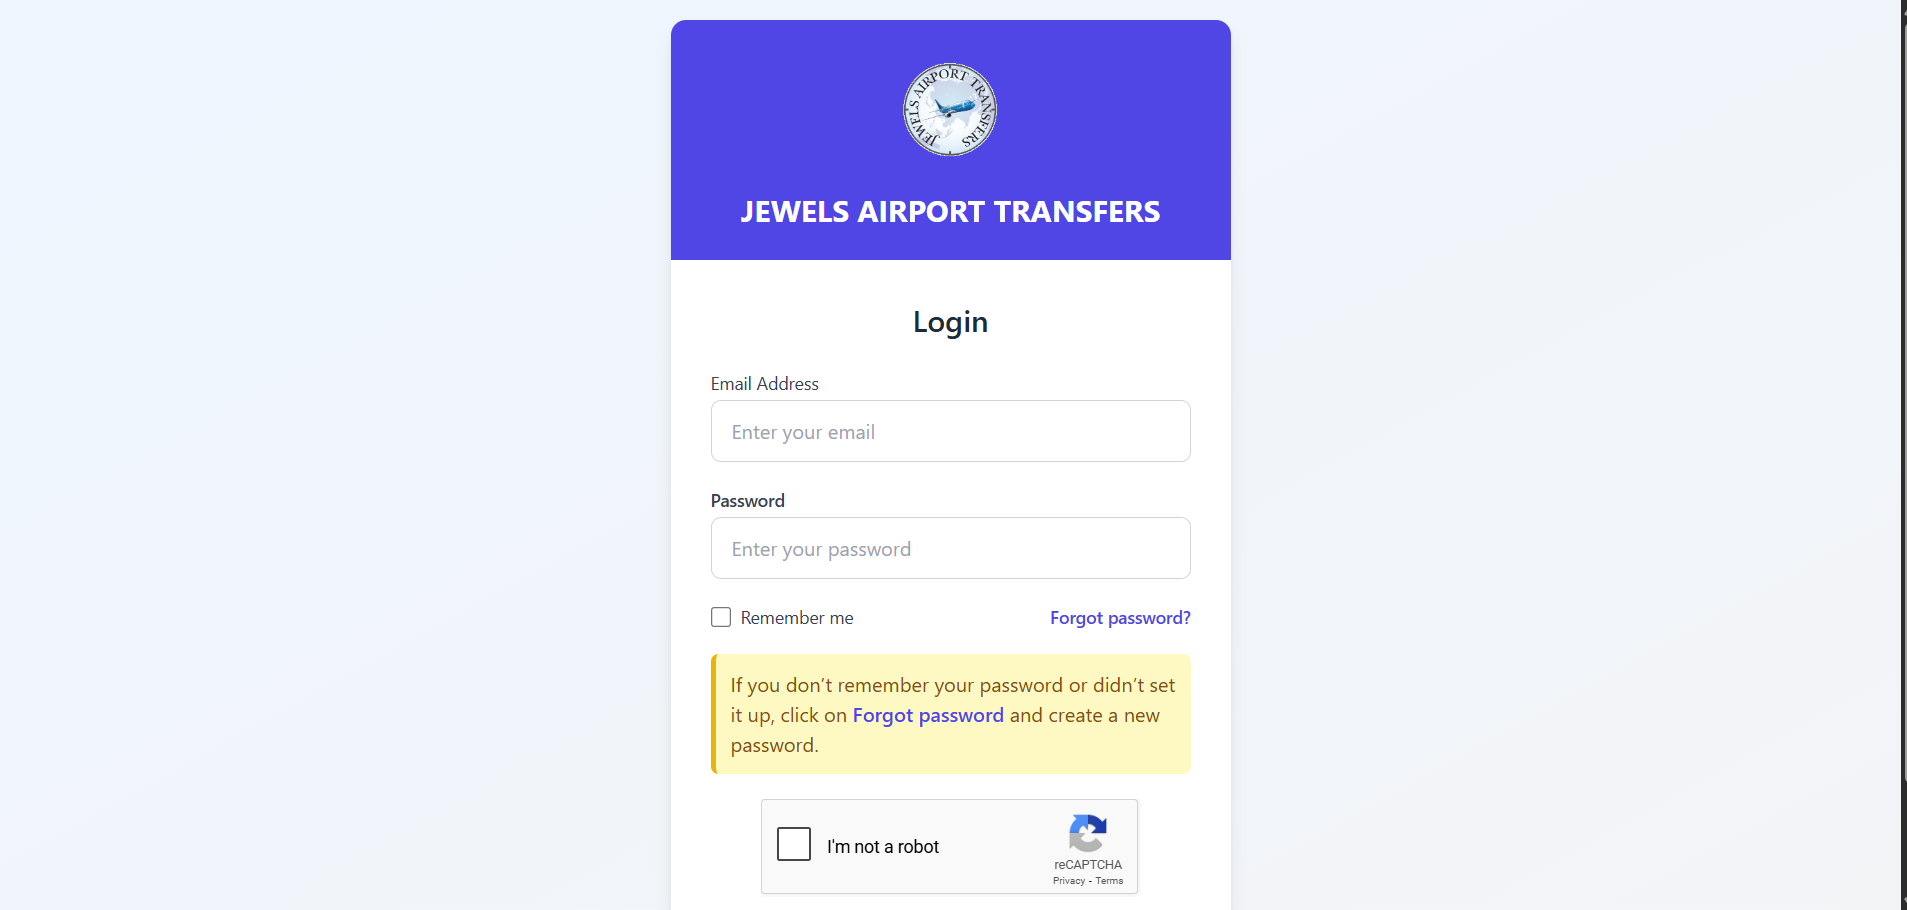 JEWELS AIRPORT TRANSFERS
JEWELS AIRPORT TRANSFERS
Login
Email Address
Enter your email
Password
Enter your password
Remember me
Forgot password?
If you don’t remember your password or didn’t set
it up, click on Forgot password and create a new
password.
I'm not a robot
reCAPTCHA
Privacy - Terms